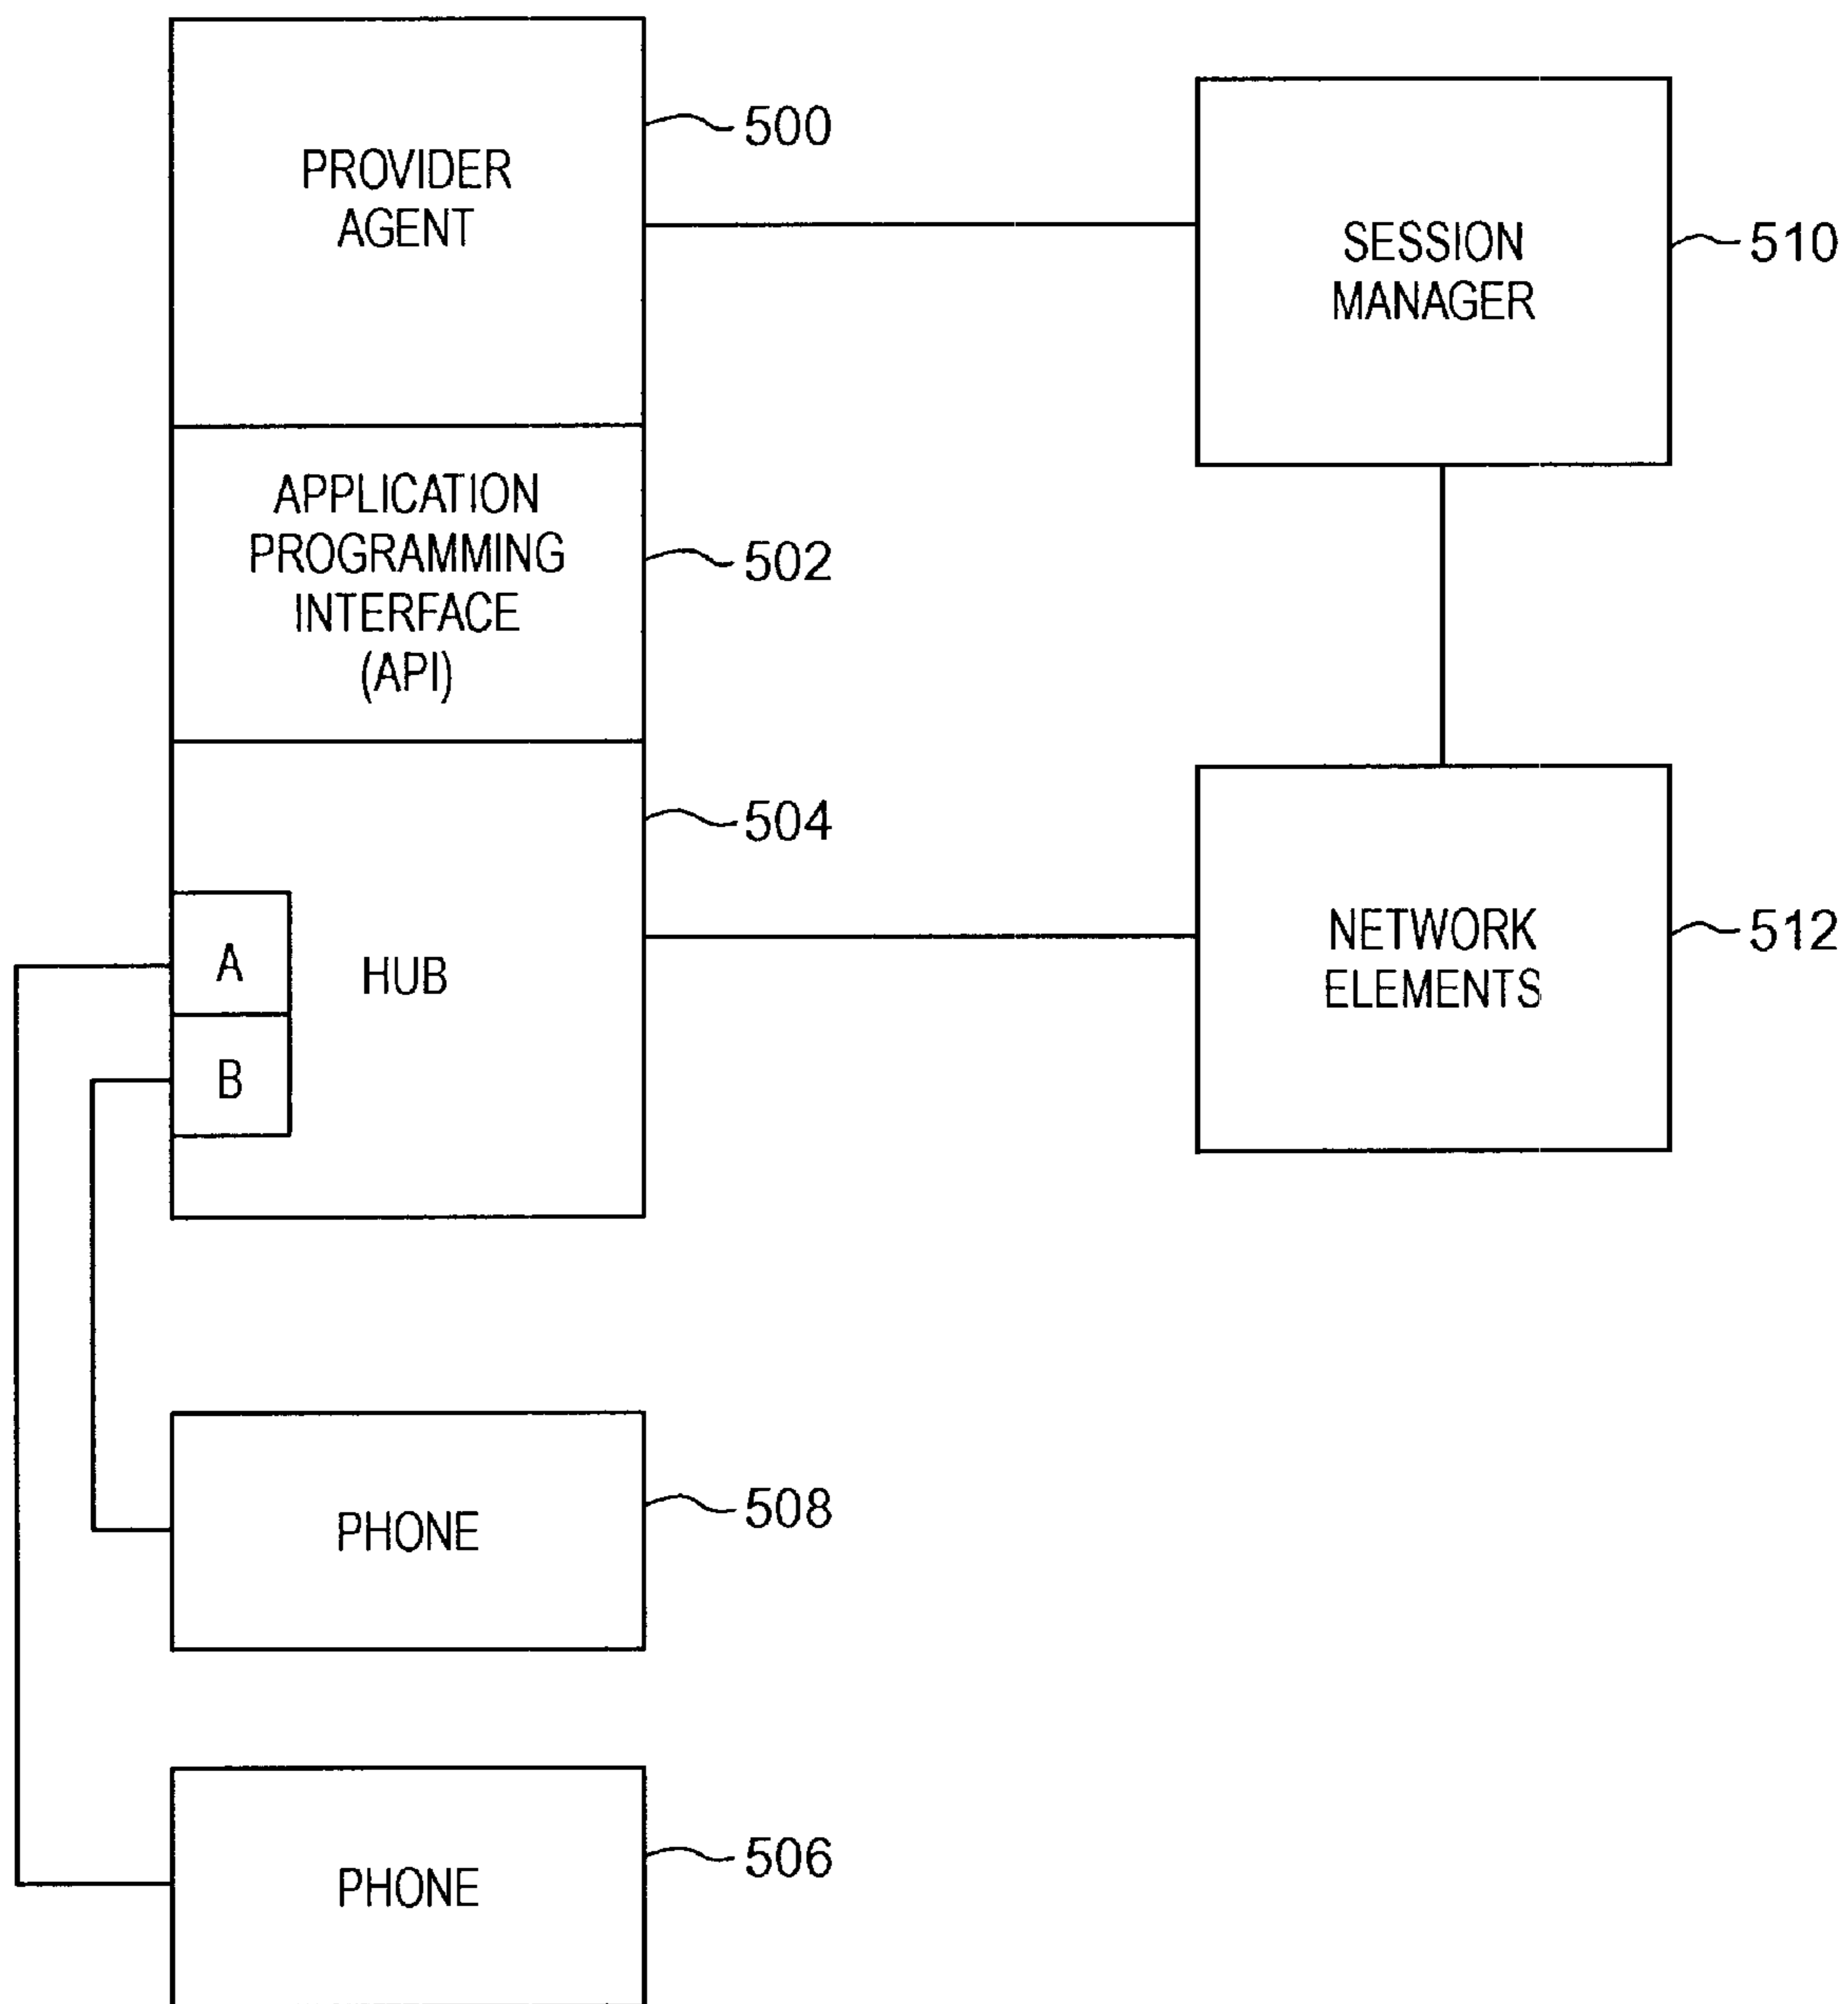 500
PROVIDER
AGENT
SESSION
MANAGER
510
APPLICATION
PROGRAMMING
INTERFACE
(API)
502
504
A
HUB
B
NETWORK
ELEMENTS
512
PHONE
508
PHONE
506